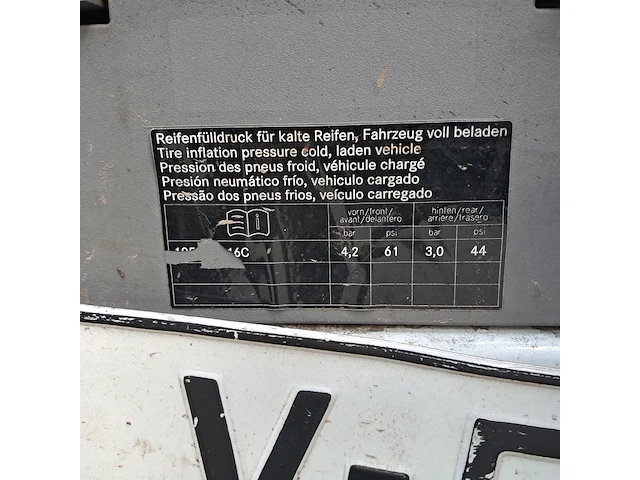 Reifenfülldruck für kalte Reifen, Fahrzeug voll beladen
Tire inflation pressure cold, laden vehicle
Pression des pneus froid, véhicule chargé
Presión neumático frío, vehiculo cargado
Pressão dos pneus frios, veículo carregado
vorn/front/ hinten/rear/
avant/delantero arrière/trasero
bar psi bar psi
16C 4,2 61 3,0 44